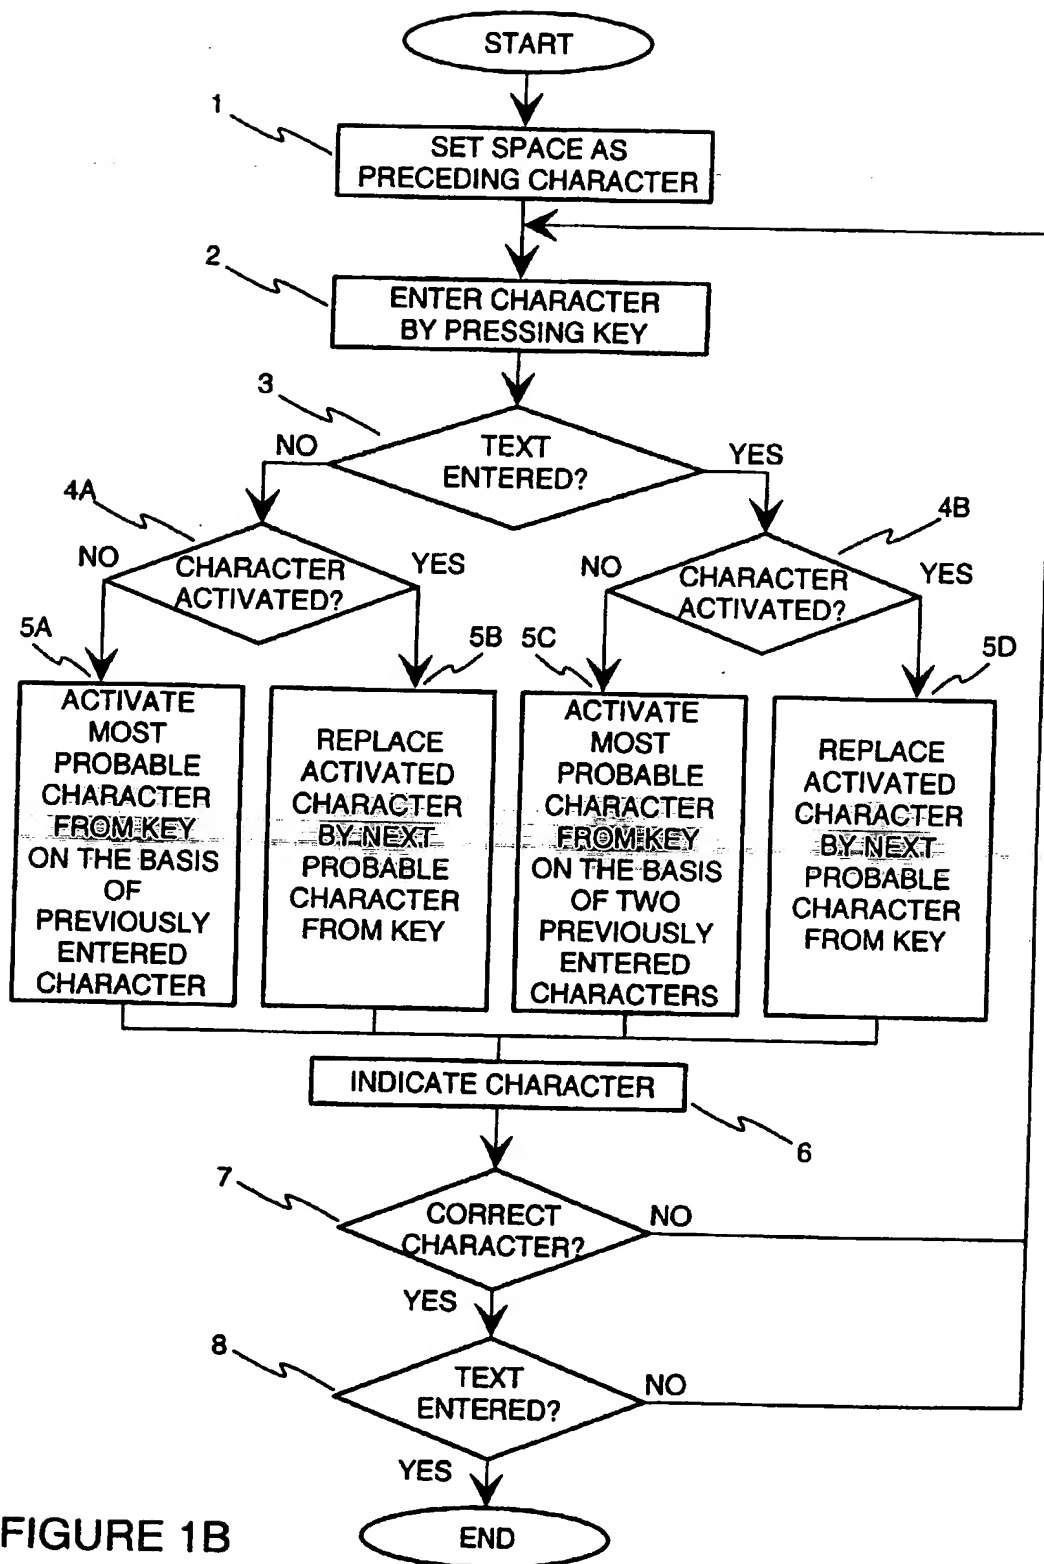 START
1
SET SPACE AS
PRECEDING CHARACTER
2
ENTER CHARACTER
BY PRESSING KEY
3
TEXT
ENTERED?
NO
YES
4A
CHARACTER
ACTIVATED?
NO
YES
4B
CHARACTER
ACTIVATED?
NO
YES
5A
ACTIVATE
MOST
PROBABLE
CHARACTER
FROM KEY
ON THE BASIS
OF
PREVIOUSLY
ENTERED
CHARACTER
5B
REPLACE
ACTIVATED
CHARACTER
BY NEXT
PROBABLE
CHARACTER
FROM KEY
5C
ACTIVATE
MOST
PROBABLE
CHARACTER
FROM KEY
ON THE BASIS
OF TWO
PREVIOUSLY
ENTERED
CHARACTERS
5D
REPLACE
ACTIVATED
CHARACTER
BY NEXT
PROBABLE
CHARACTER
FROM KEY
INDICATE CHARACTER
6
7
CORRECT
CHARACTER?
NO
YES
8
TEXT
ENTERED?
NO
YES
END
FIGURE 1B